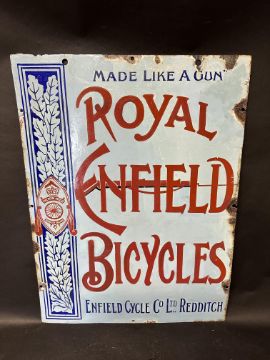 MADE LIKE A GUN
ROYAL
ENFIELD
BICYCLES
ENFIELD CYCLE CO LTD REDDITCH